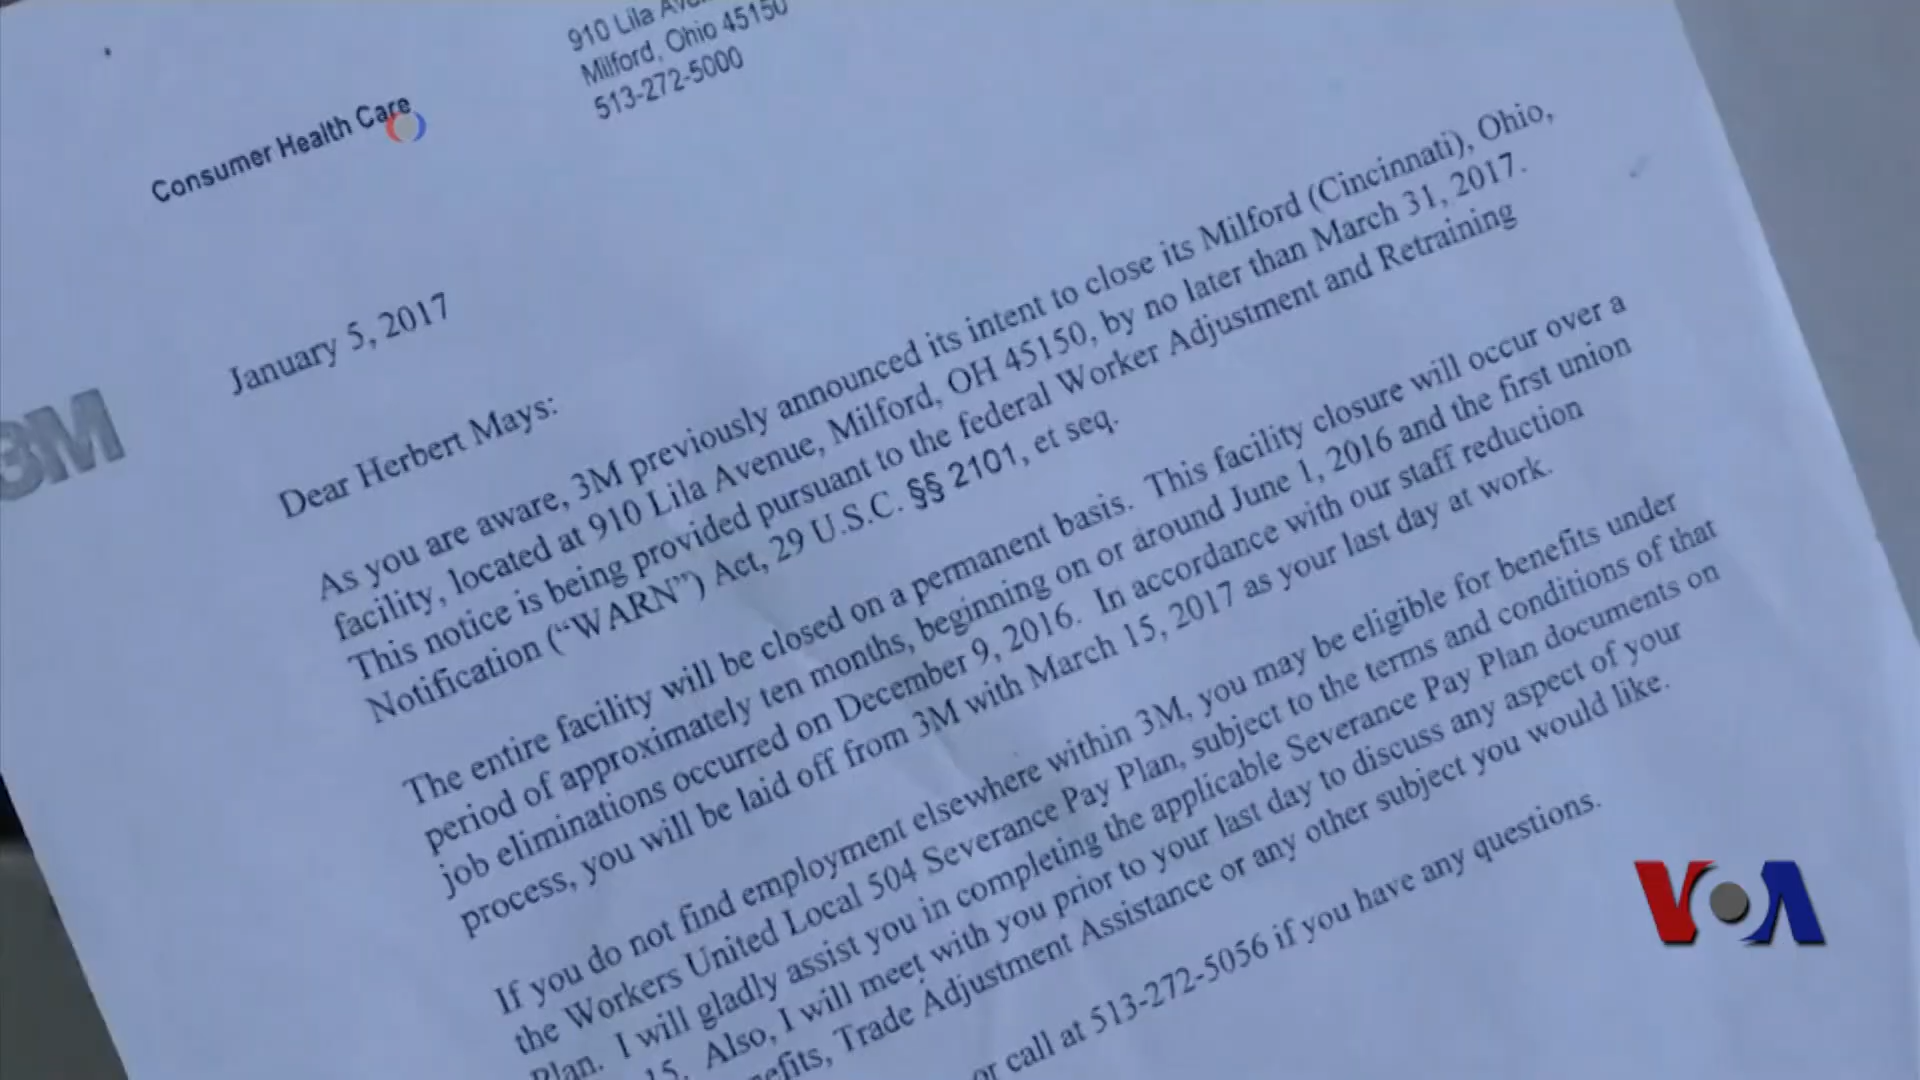 910 Lila
Milford, Ohio 45150
513-272-5000
Consumer Health Care
3M
January 5, 2017
Dear Herbert Mays:
As you are aware, 3M previously announced its intent to close its Milford (Cincinnati), Ohio,
facility, located at 910 Lila Avenue, Milford, OH 45150, by no later than March 31, 2017.
This notice is being provided pursuant to the federal Worker Adjustment and Retraining
Notification (“WARN”) Act, 29 U.S.C. §§ 2101, et seq.
The entire facility will be closed on a permanent basis. This facility closure will occur over a
period of approximately ten months, beginning on or around June 1, 2016 and the first union
job eliminations occurred on December 9, 2016. In accordance with our staff reduction
process, you will be laid off from 3M with March 15, 2017 as your last day at work.
If you do not find employment elsewhere within 3M, you may be eligible for benefits under
the Workers United Local 504 Severance Pay Plan, subject to the terms and conditions of that
Plan. I will gladly assist you in completing the applicable Severance Pay Plan documents on
15. Also, I will meet with you prior to your last day to discuss any aspect of your
Trade Adjustment Assistance or any other subject you would like.
or call at 513-272-5056 if you have any questions.
VOA